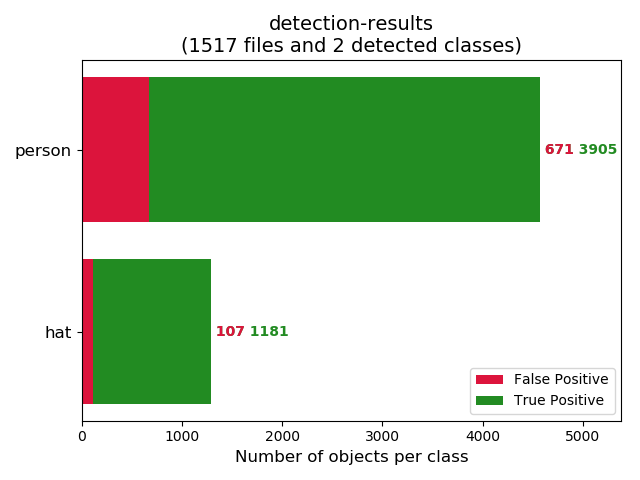 detection-results
(1517 files and 2 detected classes)
person
671 3905
hat
107 1181
False Positive
True Positive
0 1000 2000 3000 4000 5000
Number of objects per class